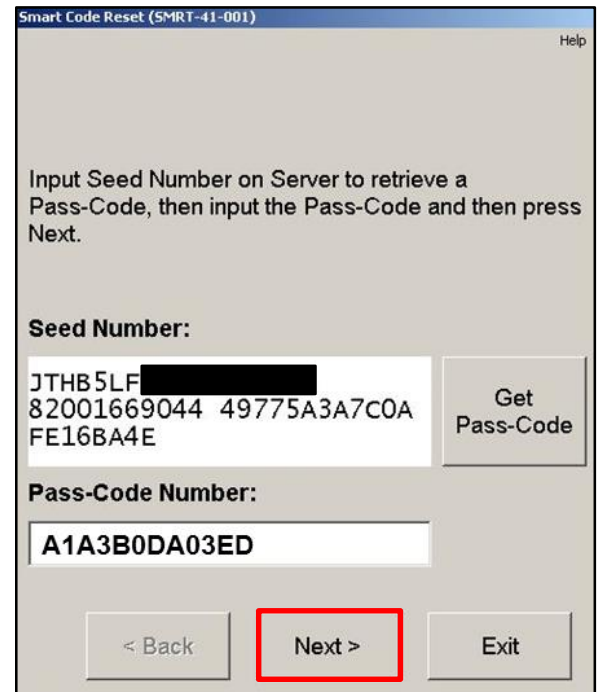 Smart Code Reset (SMRT-41-001)
Help
Input Seed Number on Server to retrieve a
Pass-Code, then input the Pass-Code and then press
Next.
Seed Number:
JTHB5LF
82001669044 49775A3A7C0A
FE16BA4E
Get
Pass-Code
Pass-Code Number:
A1A3B0DA03ED
< Back
Next >
Exit